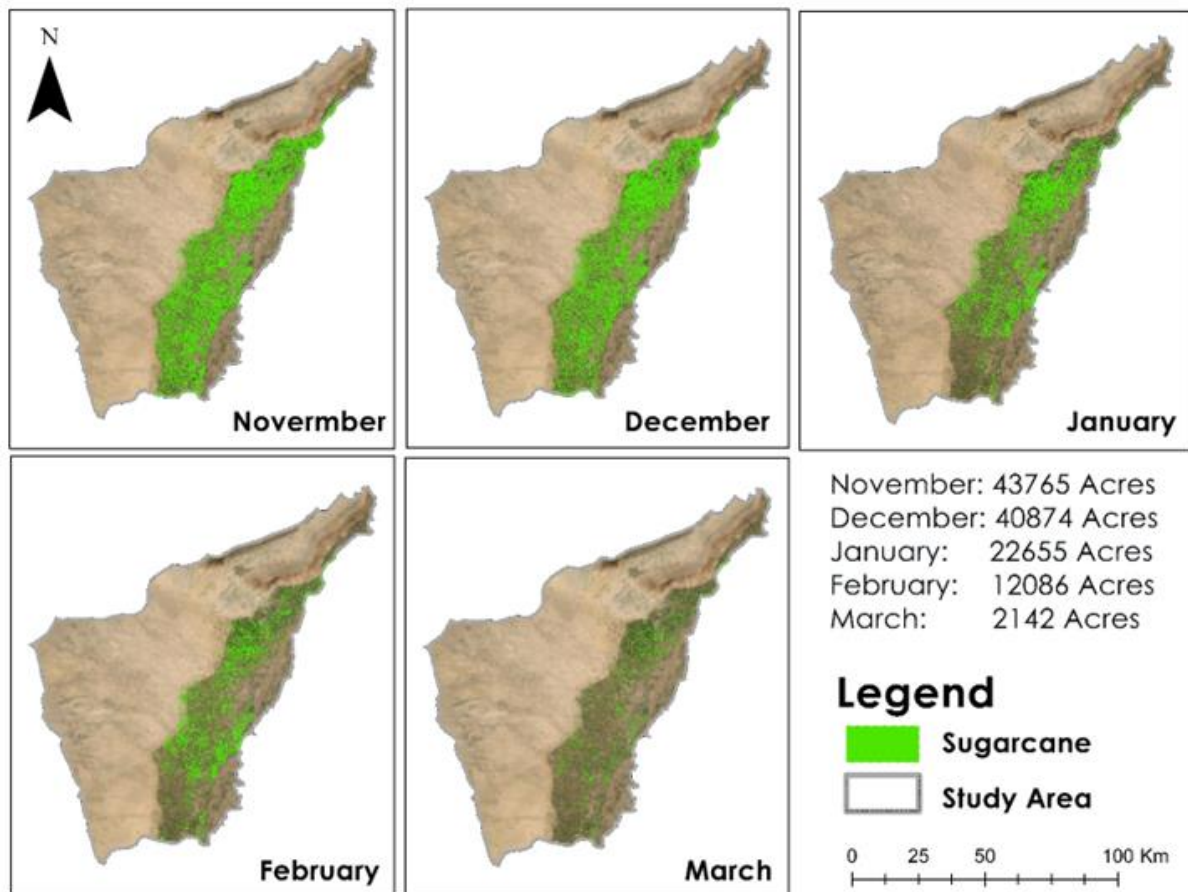 N
Novermber
December
January
February
March
November: 43765 Acres
December: 40874 Acres
January: 22655 Acres
February: 12086 Acres
March: 2142 Acres
Legend
Sugarcane
Study Area
0 25 50 100 Km